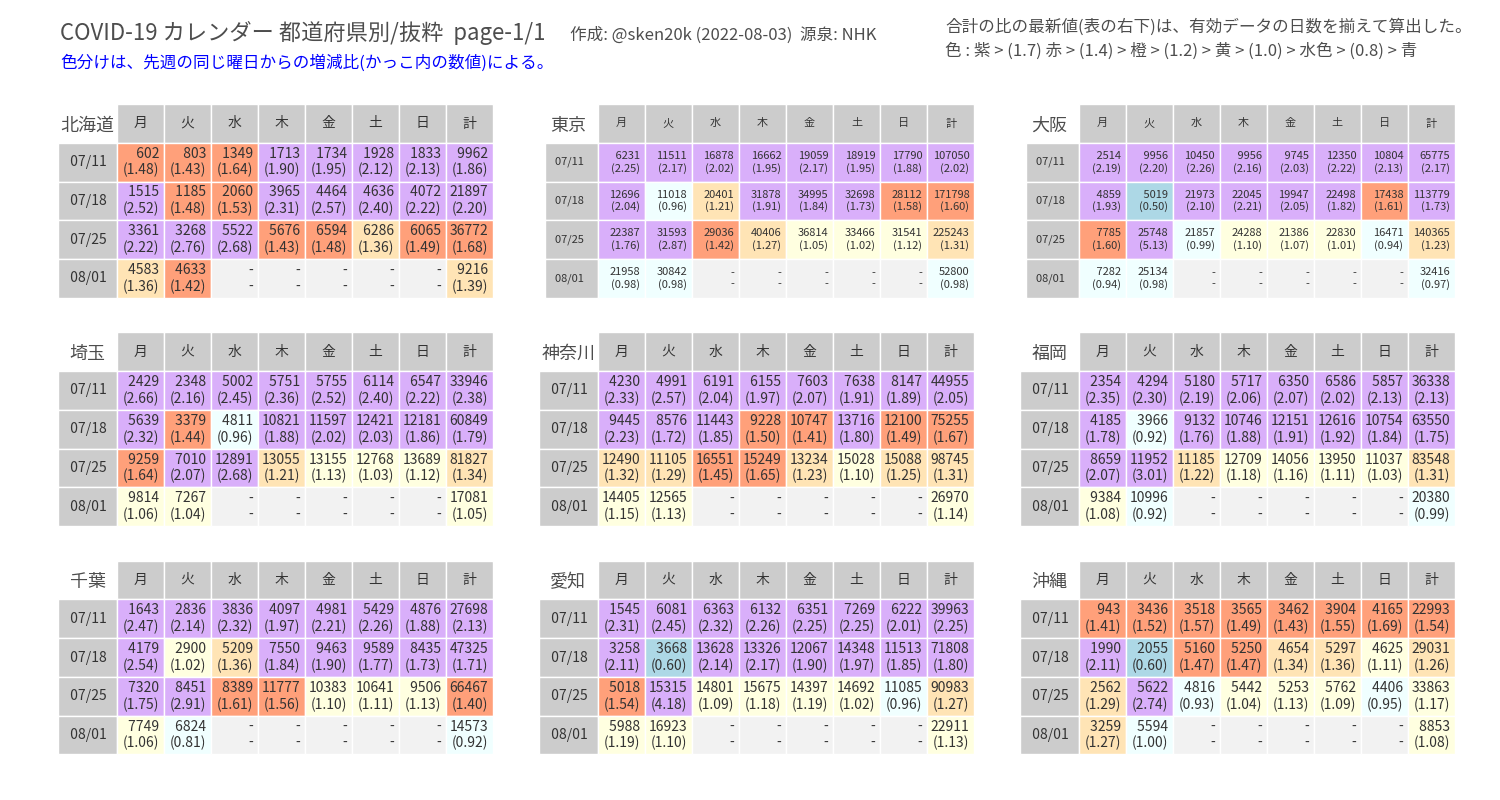 COVID-19 カレンダー 都道府県別/抜粋 page-1/1 作成: @sken20k (2022-08-03) 源泉: NHK
合計の比の最新値(表の右下)は、有効データの日数を揃えて算出した。
色分けは、先週の同じ曜日からの増減比(かっこ内の数値)による。
色 : 紫 > (1.7) 赤 > (1.4) > 橙 > (1.2) > 黄 > (1.0) > 水色 > (0.8) > 青
北海道 月 火 水 木 金 土 日 計
07/11 602 803 1349 1713 1734 1928 1833 9962
(1.48) (1.43) (1.64) (1.90) (1.95) (2.12) (2.13) (1.86)
07/18 1515 1185 2060 3965 4464 4636 4072 21897
(2.52) (1.48) (1.53) (2.31) (2.57) (2.40) (2.22) (2.20)
07/25 3361 3268 5522 5676 6594 6286 6065 36772
(2.22) (2.76) (2.68) (1.43) (1.48) (1.36) (1.49) (1.68)
08/01 4583 4633 - - - - - 9216
(1.36) (1.42) - - - - - (1.39)
東京 月 火 水 木 金 土 日 計
07/11 6231 11511 16878 16662 19059 18919 17790 107050
(2.25) (2.17) (2.02) (1.95) (2.17) (1.95) (1.88) (2.02)
07/18 12696 11018 20401 31878 34995 32698 28112 171798
(2.04) (0.96) (1.21) (1.91) (1.84) (1.73) (1.58) (1.60)
07/25 22387 31593 29036 40406 36814 33466 31541 225243
(1.76) (2.87) (1.42) (1.27) (1.05) (1.02) (1.12) (1.31)
08/01 21958 30842 - - - - - 52800
(0.98) (0.98) - - - - - (0.98)
大阪 月 火 水 木 金 土 日 計
07/11 2514 9956 10450 9956 9745 12350 10804 65775
(2.19) (2.20) (2.26) (2.16) (2.03) (2.22) (2.13) (2.17)
07/18 4859 5019 21973 22045 19947 22498 17438 113779
(1.93) (0.50) (2.10) (2.21) (2.05) (1.82) (1.61) (1.73)
07/25 7785 25748 21857 24288 21386 22830 16471 140365
(1.60) (5.13) (0.99) (1.10) (1.07) (1.01) (0.94) (1.23)
08/01 7282 25134 - - - - - 32416
(0.94) (0.98) - - - - - (0.97)
埼玉 月 火 水 木 金 土 日 計
07/11 2429 2348 5002 5751 5755 6114 6547 33946
(2.66) (2.16) (2.45) (2.36) (2.52) (2.40) (2.22) (2.38)
07/18 5639 3379 4811 10821 11597 12421 12181 60849
(2.32) (1.44) (0.96) (1.88) (2.02) (2.03) (1.86) (1.79)
07/25 9259 7010 12891 13055 13155 12768 13689 81827
(1.64) (2.07) (2.68) (1.21) (1.13) (1.03) (1.12) (1.34)
08/01 9814 7267 - - - - - 17081
(1.06) (1.04) - - - - - (1.05)
神奈川 月 火 水 木 金 土 日 計
07/11 4230 4991 6191 6155 7603 7638 8147 44955
(2.33) (2.57) (2.04) (1.97) (2.07) (1.91) (1.89) (2.05)
07/18 9445 8576 11443 9228 10747 13716 12100 75255
(2.23) (1.72) (1.85) (1.50) (1.41) (1.80) (1.49) (1.67)
07/25 12490 11105 16551 15249 13234 15028 15088 98745
(1.32) (1.29) (1.45) (1.65) (1.23) (1.10) (1.25) (1.31)
08/01 14405 12565 - - - - - 26970
(1.15) (1.13) - - - - - (1.14)
福岡 月 火 水 木 金 土 日 計
07/11 2354 4294 5180 5717 6350 6586 5857 36338
(2.35) (2.30) (2.19) (2.06) (2.07) (2.02) (2.13) (2.13)
07/18 4185 3966 9132 10746 12151 12616 10754 63550
(1.78) (0.92) (1.76) (1.88) (1.91) (1.92) (1.84) (1.75)
07/25 8659 11952 11185 12709 14056 13950 11037 83548
(2.07) (3.01) (1.22) (1.18) (1.16) (1.11) (1.03) (1.31)
08/01 9384 10996 - - - - - 20380
(1.08) (0.92) - - - - - (0.99)
千葉 月 火 水 木 金 土 日 計
07/11 1643 2836 3836 4097 4981 5429 4876 27698
(2.47) (2.14) (2.32) (1.97) (2.21) (2.26) (1.88) (2.13)
07/18 4179 2900 5209 7550 9463 9589 8435 47325
(2.54) (1.02) (1.36) (1.84) (1.90) (1.77) (1.73) (1.71)
07/25 7320 8451 8389 11777 10383 10641 9506 66467
(1.75) (2.91) (1.61) (1.56) (1.10) (1.11) (1.13) (1.40)
08/01 7749 6824 - - - - - 14573
(1.06) (0.81) - - - - - (0.92)
愛知 月 火 水 木 金 土 日 計
07/11 1545 6081 6363 6132 6351 7269 6222 39963
(2.31) (2.45) (2.32) (2.26) (2.25) (2.25) (2.01) (2.25)
07/18 3258 3668 13628 13326 12067 14348 11513 71808
(2.11) (0.60) (2.14) (2.17) (1.90) (1.97) (1.85) (1.80)
07/25 5018 15315 14801 15675 14397 14692 11085 90983
(1.54) (4.18) (1.09) (1.18) (1.19) (1.02) (0.96) (1.27)
08/01 5988 16923 - - - - - 22911
(1.19) (1.10) - - - - - (1.13)
沖縄 月 火 水 木 金 土 日 計
07/11 943 3436 3518 3565 3462 3904 4165 22993
(1.41) (1.52) (1.57) (1.49) (1.43) (1.55) (1.69) (1.54)
07/18 1990 2055 5160 5250 4654 5297 4625 29031
(2.11) (0.60) (1.47) (1.47) (1.34) (1.36) (1.11) (1.26)
07/25 2562 5622 4816 5442 5253 5762 4406 33863
(1.29) (2.74) (0.93) (1.04) (1.13) (1.09) (0.95) (1.17)
08/01 3259 5594 - - - - - 8853
(1.27) (1.00) - - - - - (1.08)